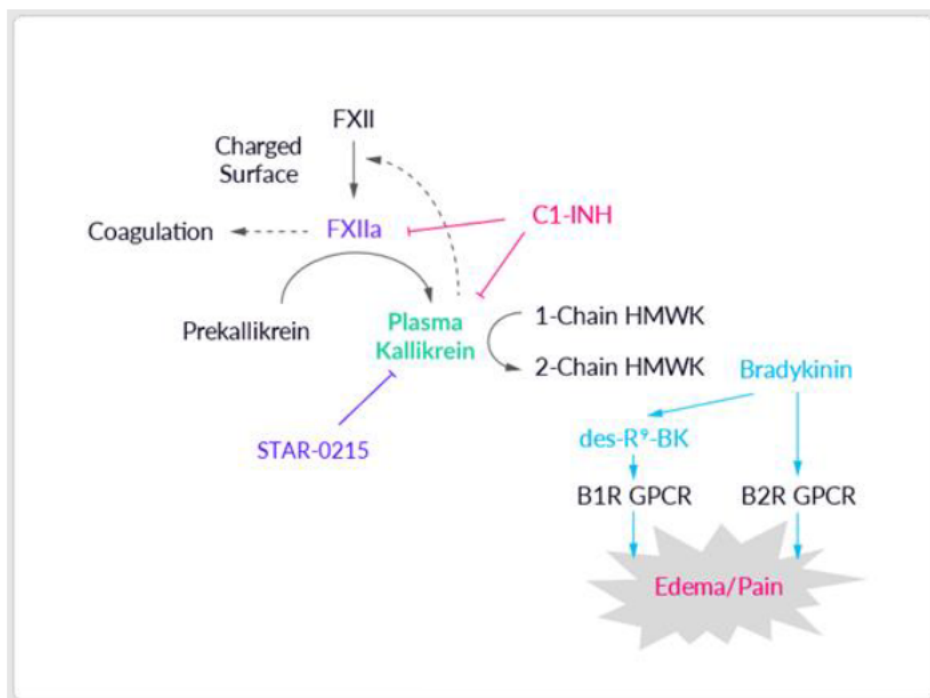 FXII
Charged
Surface
C1-INH
Coagulation
FXIIa
Prekallikrein
Plasma
Kallikrein
1-Chain HMWK
2-Chain HMWK
Bradykinin
STAR-0215
des-R⁹-BK
B1R GPCR
B2R GPCR
Edema/Pain